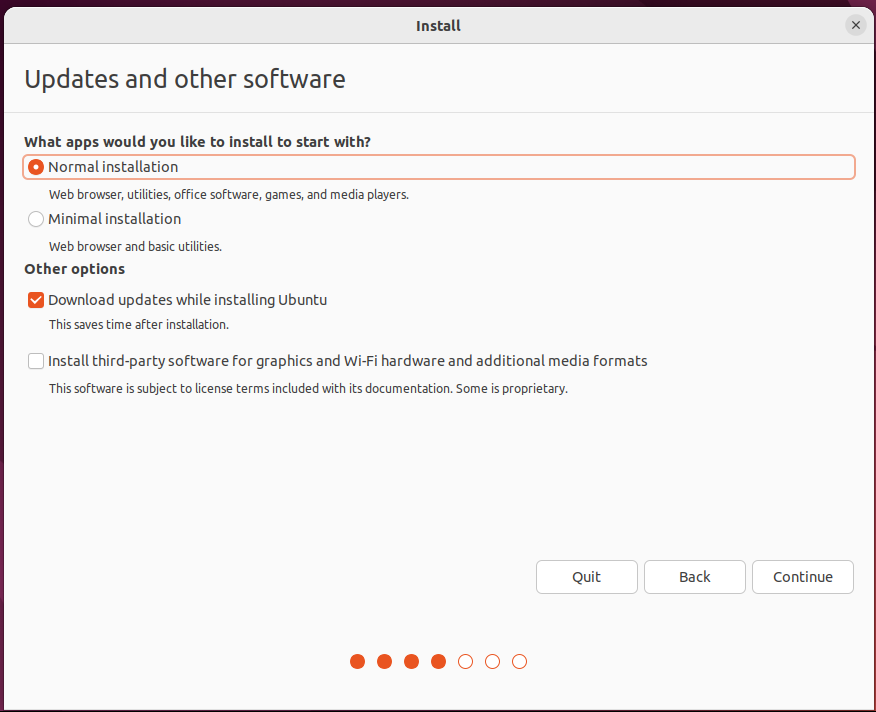 Install
Updates and other software
What apps would you like to install to start with?
Normal installation
Web browser, utilities, office software, games, and media players.
Minimal installation
Web browser and basic utilities.
Other options
Download updates while installing Ubuntu
This saves time after installation.
Install third-party software for graphics and Wi-Fi hardware and additional media formats
This software is subject to license terms included with its documentation. Some is proprietary.
Quit Back Continue